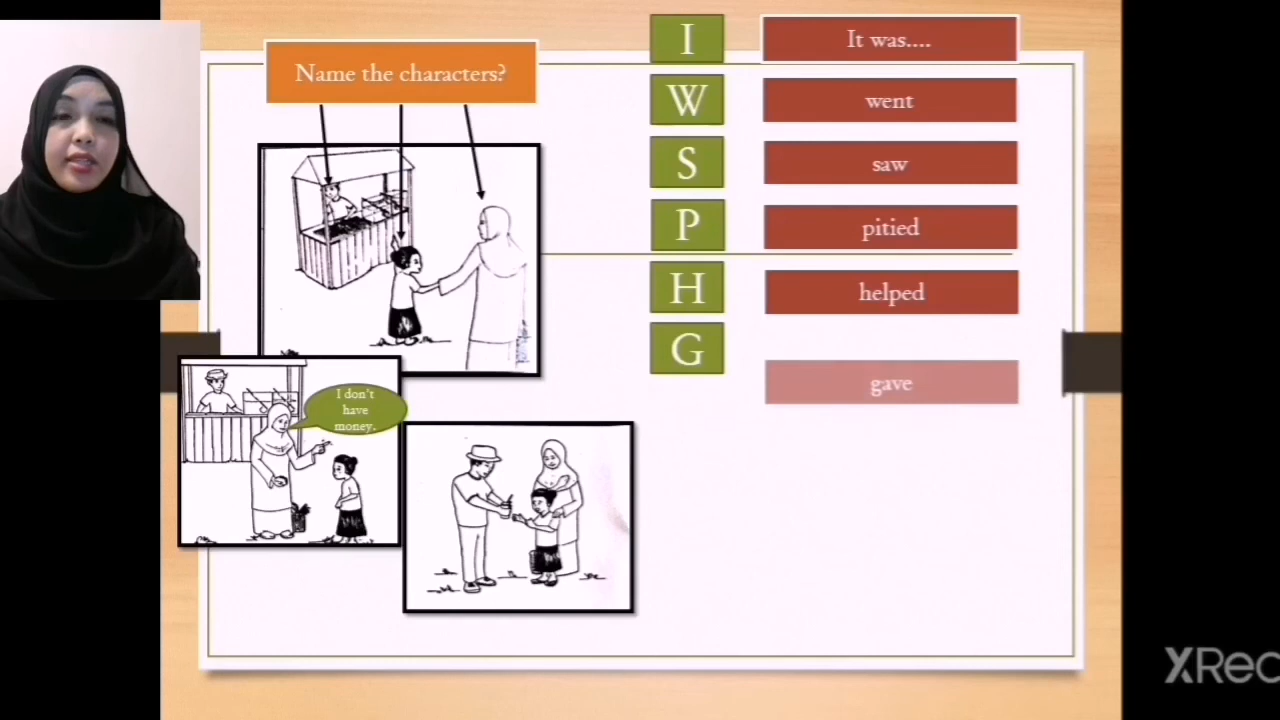 Name the characters?
I don't
have
money.
I
It was....
W
went
S
saw
P
pitied
H
helped
G
gave
XRec